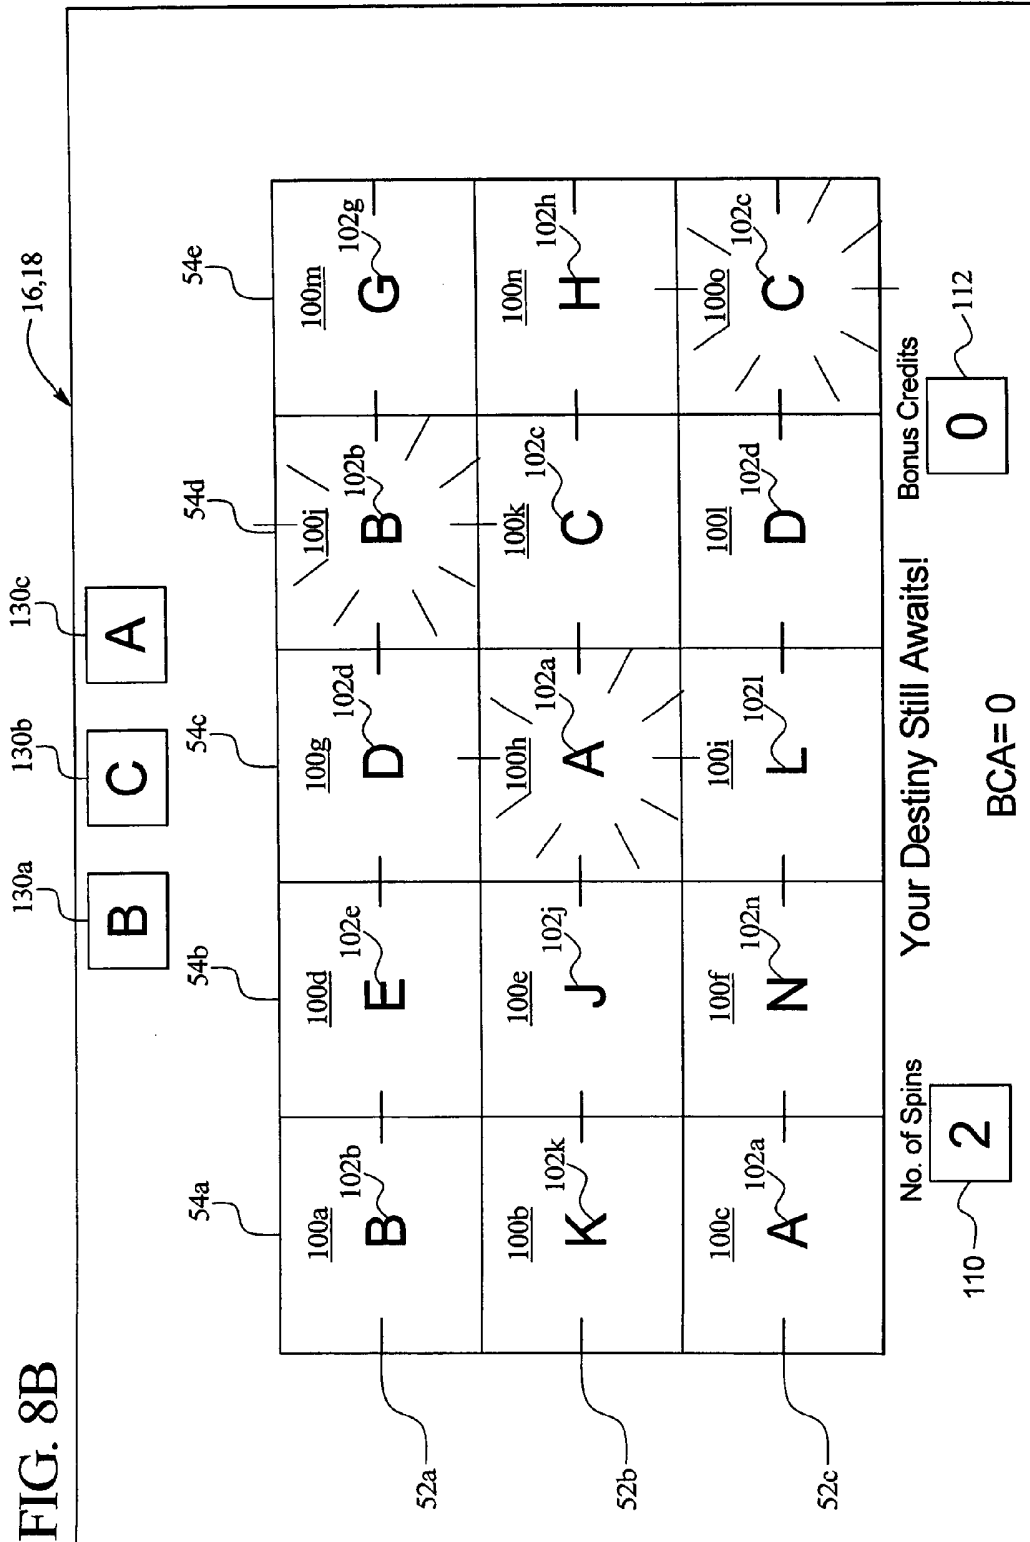 FIG. 8B
16,18
130a 130b 130c
B C A
54a 54b 54c 54d 54e
100a 100d 100g 100j 100m
B 102b E 102e D 102d B 102b G 102g
52a
100b 100e 100h 100k 100n
K 102k J 102j A 102a C 102c H 102h
52b
100c 100f 100i 100l 100o
A 102a N 102n L 102l D 102d C 102c
52c
No. of Spins Your Destiny Still Awaits! Bonus Credits
110 2 0 112
BCA= 0